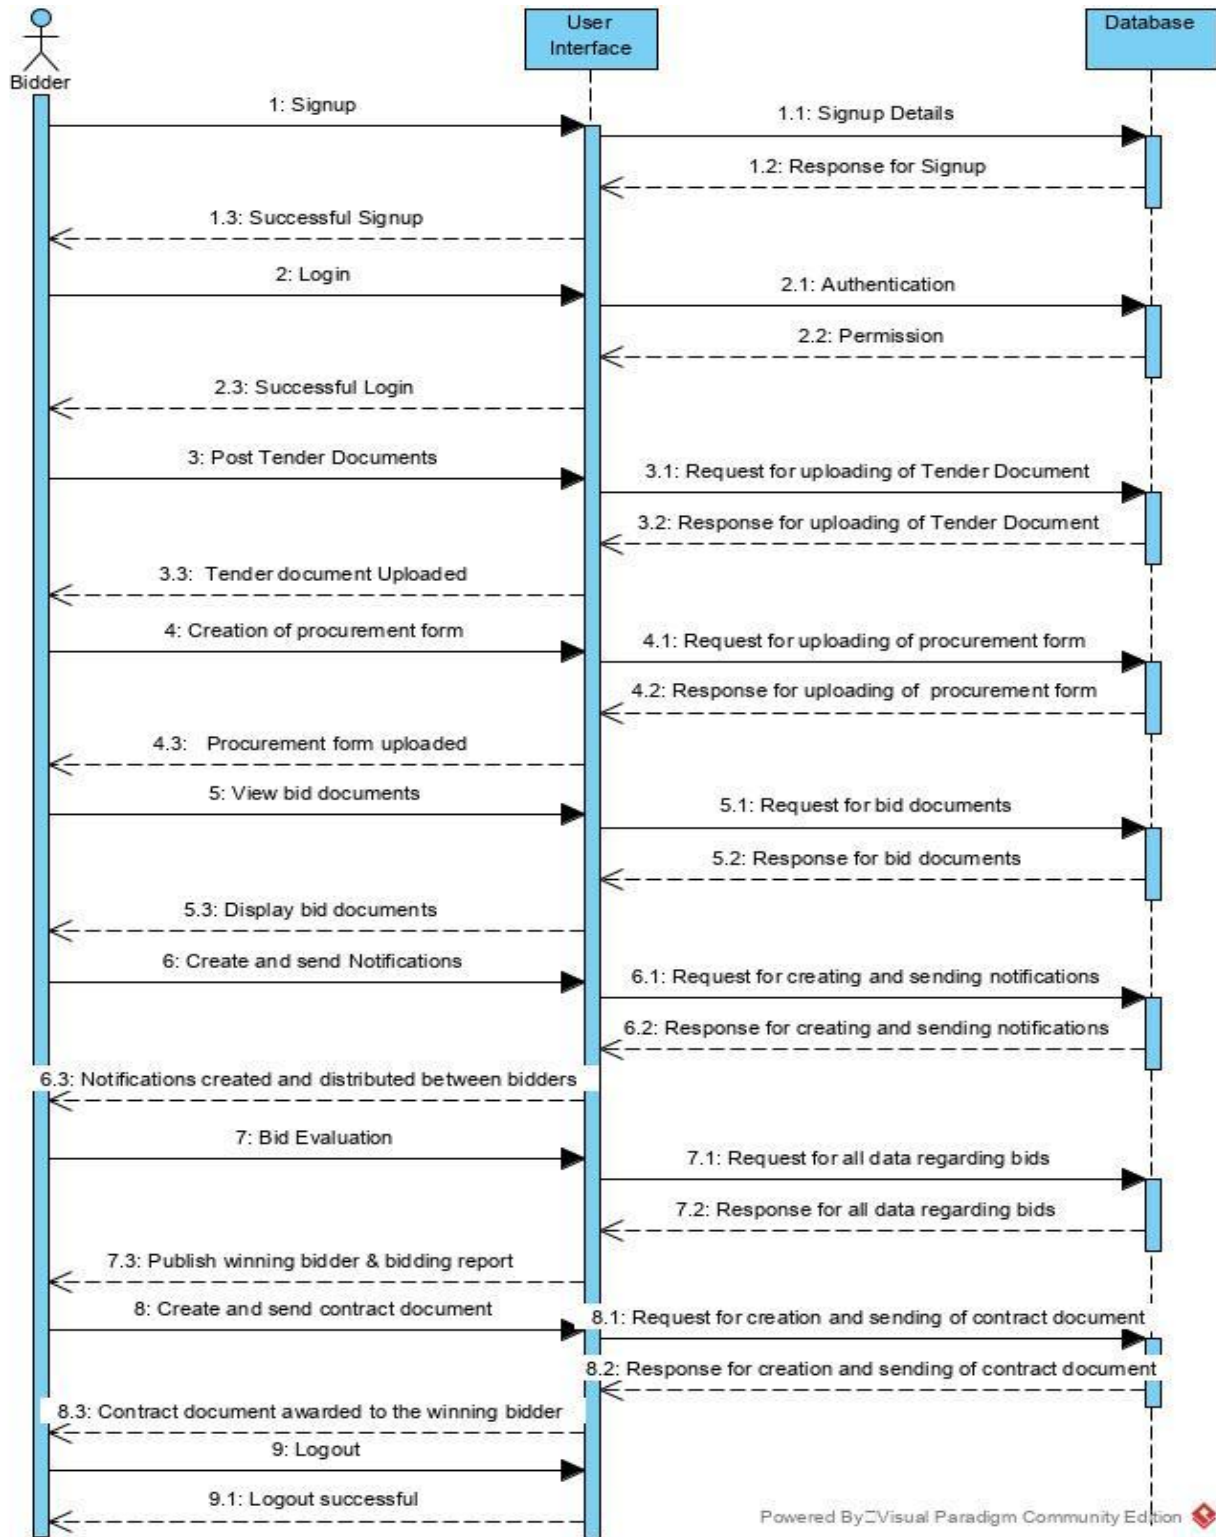 User
Interface
Database
Bidder
1: Signup
1.1: Signup Details
1.2: Response for Signup
1.3: Successful Signup
2: Login
2.1: Authentication
2.2: Permission
2.3: Successful Login
3: Post Tender Documents
3.1: Request for uploading of Tender Document
3.2: Response for uploading of Tender Document
3.3: Tender document Uploaded
4: Creation of procurement form
4.1: Request for uploading of procurement form
4.2: Response for uploading of procurement form
4.3: Procurement form uploaded
5: View bid documents
5.1: Request for bid documents
5.2: Response for bid documents
5.3: Display bid documents
6: Create and send Notifications
6.1: Request for creating and sending notifications
6.2: Response for creating and sending notifications
6.3: Notifications created and distributed between bidders
7: Bid Evaluation
7.1: Request for all data regarding bids
7.2: Response for all data regarding bids
7.3: Publish winning bidder & bidding report
8: Create and send contract document
8.1: Request for creation and sending of contract document
8.2: Response for creation and sending of contract document
8.3: Contract document awarded to the winning bidder
9: Logout
9.1: Logout successful
Powered By Visual Paradigm Community Edition